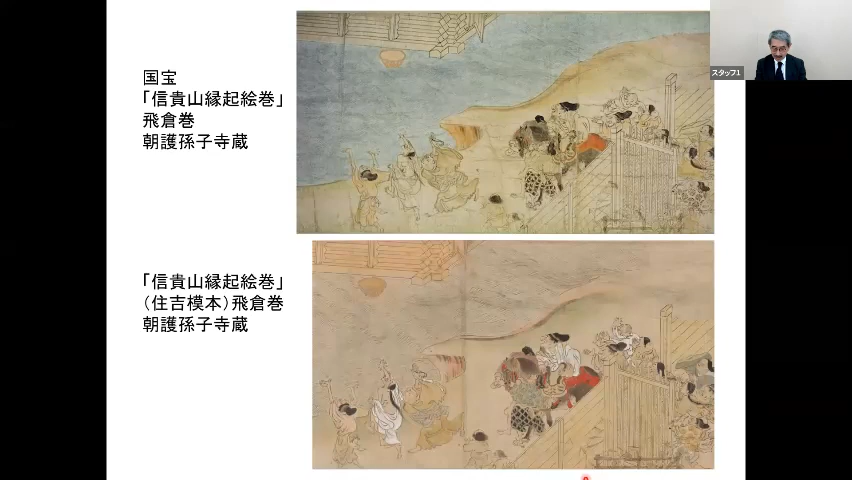 国宝
「信貴山縁起絵巻」
飛倉巻
朝護孫子寺蔵
「信貴山縁起絵巻」
（住吉模本）飛倉巻
朝護孫子寺蔵
スタッフ1